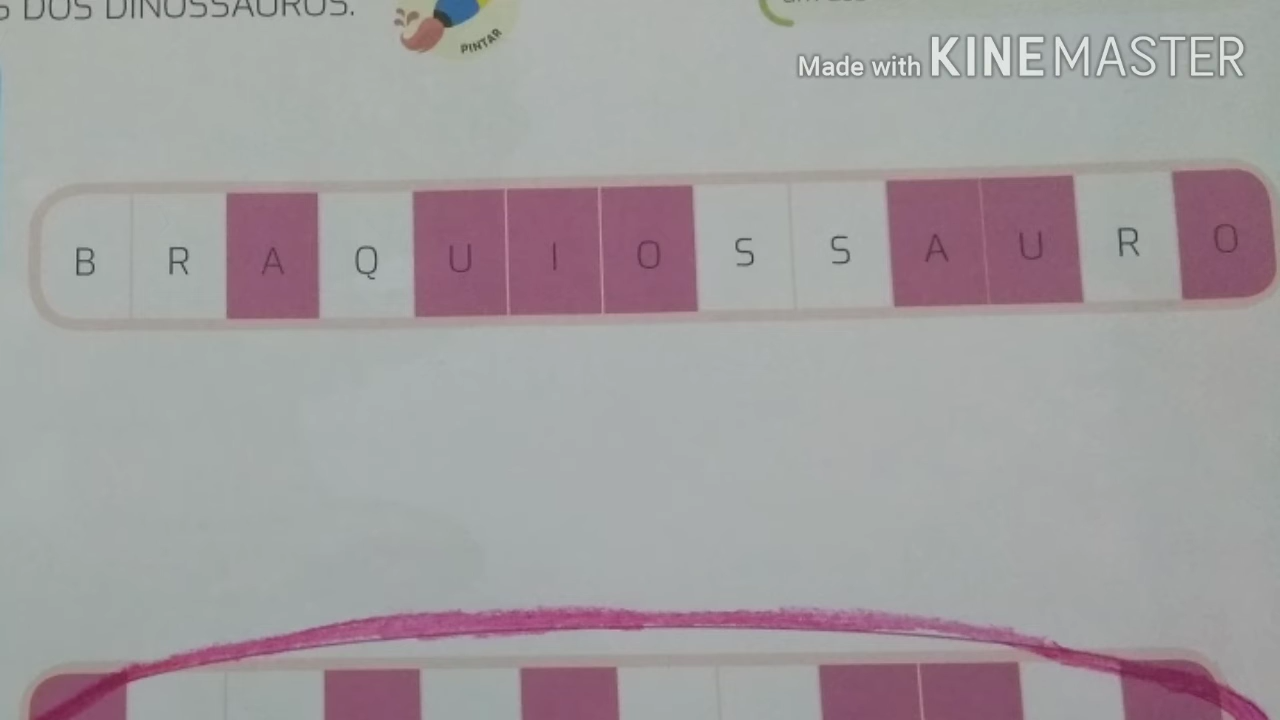 DOS DINOSSAUROS.
PINTAR
Made with KINEMASTER
B R A Q U I O S S A U R O